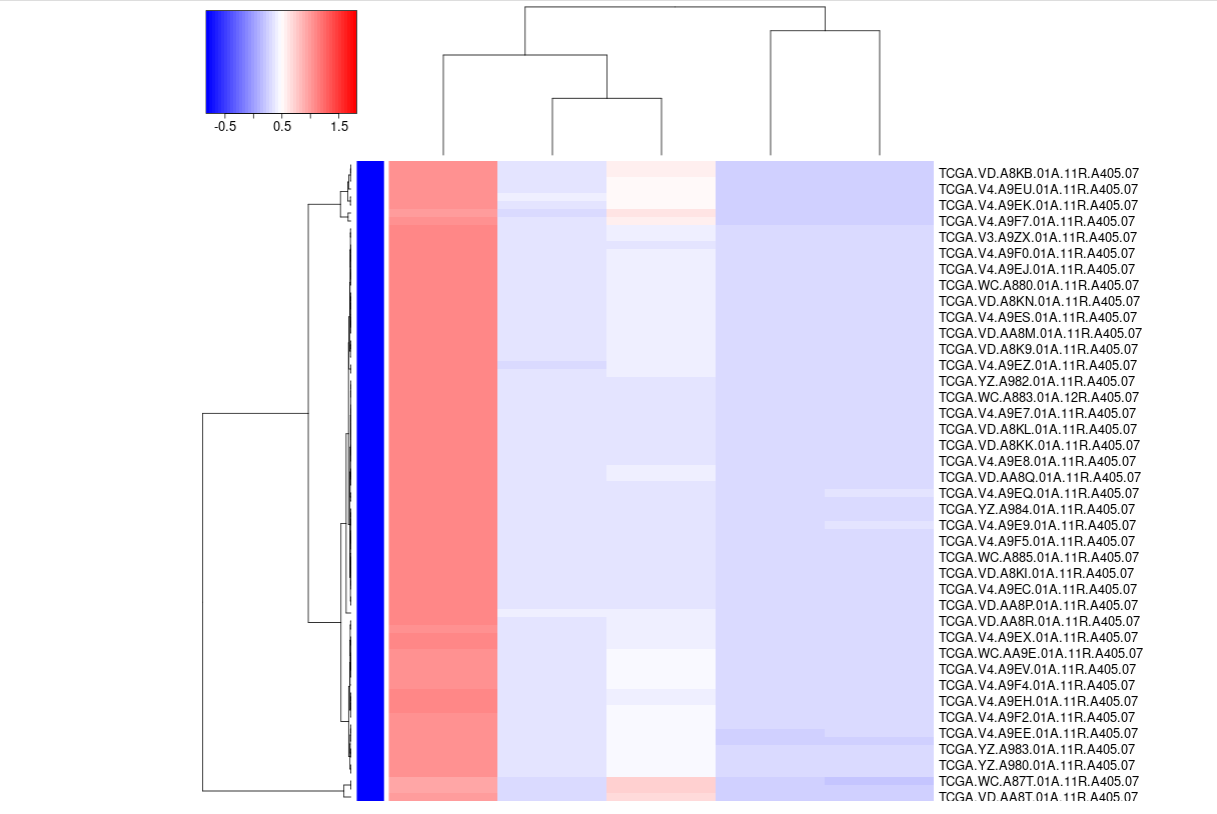 -0.5 0.5 1.5
TCGA.VD.A8KB.01A.11R.A405.07
TCGA.V4.A9EU.01A.11R.A405.07
TCGA.V4.A9EK.01A.11R.A405.07
TCGA.V4.A9F7.01A.11R.A405.07
TCGA.V3.A9ZX.01A.11R.A405.07
TCGA.V4.A9F0.01A.11R.A405.07
TCGA.V4.A9EJ.01A.11R.A405.07
TCGA.WC.A880.01A.11R.A405.07
TCGA.VD.A8KN.01A.11R.A405.07
TCGA.V4.A9ES.01A.11R.A405.07
TCGA.VD.AA8M.01A.11R.A405.07
TCGA.VD.A8K9.01A.11R.A405.07
TCGA.V4.A9EZ.01A.11R.A405.07
TCGA.YZ.A982.01A.11R.A405.07
TCGA.WC.A883.01A.12R.A405.07
TCGA.V4.A9E7.01A.11R.A405.07
TCGA.VD.A8KL.01A.11R.A405.07
TCGA.VD.A8KK.01A.11R.A405.07
TCGA.V4.A9E8.01A.11R.A405.07
TCGA.VD.AA8Q.01A.11R.A405.07
TCGA.V4.A9EQ.01A.11R.A405.07
TCGA.YZ.A984.01A.11R.A405.07
TCGA.V4.A9E9.01A.11R.A405.07
TCGA.V4.A9F5.01A.11R.A405.07
TCGA.WC.A885.01A.11R.A405.07
TCGA.VD.A8KI.01A.11R.A405.07
TCGA.V4.A9EC.01A.11R.A405.07
TCGA.VD.AA8P.01A.11R.A405.07
TCGA.VD.AA8R.01A.11R.A405.07
TCGA.V4.A9EX.01A.11R.A405.07
TCGA.WC.AA9E.01A.11R.A405.07
TCGA.V4.A9EV.01A.11R.A405.07
TCGA.V4.A9F4.01A.11R.A405.07
TCGA.V4.A9EH.01A.11R.A405.07
TCGA.V4.A9F2.01A.11R.A405.07
TCGA.V4.A9EE.01A.11R.A405.07
TCGA.YZ.A983.01A.11R.A405.07
TCGA.YZ.A980.01A.11R.A405.07
TCGA.WC.A87T.01A.11R.A405.07
TCGA.VD.AA8T.01A.11R.A405.07